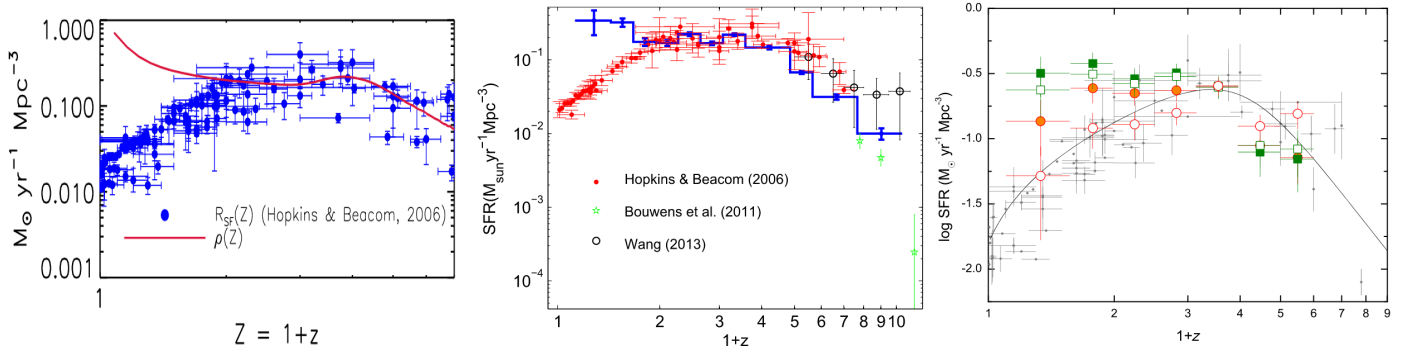 M⊙ yr⁻¹ Mpc⁻³
1.000
0.100
0.010
0.001
R_SF(Z) (Hopkins & Beacom, 2006)
ρ(Z)
1
Z = 1+z
SFR(M_sun yr⁻¹Mpc⁻³)
10⁻¹
10⁻²
10⁻³
10⁻⁴
Hopkins & Beacom (2006)
Bouwens et al. (2011)
Wang (2013)
1 2 3 4 5 6 7 8 9 10
1+z
log SFR (M⊙ yr⁻¹ Mpc⁻³)
0.0
-0.5
-1.0
-1.5
-2.0
1 2 3 4 5 6 7 8 9
1+z